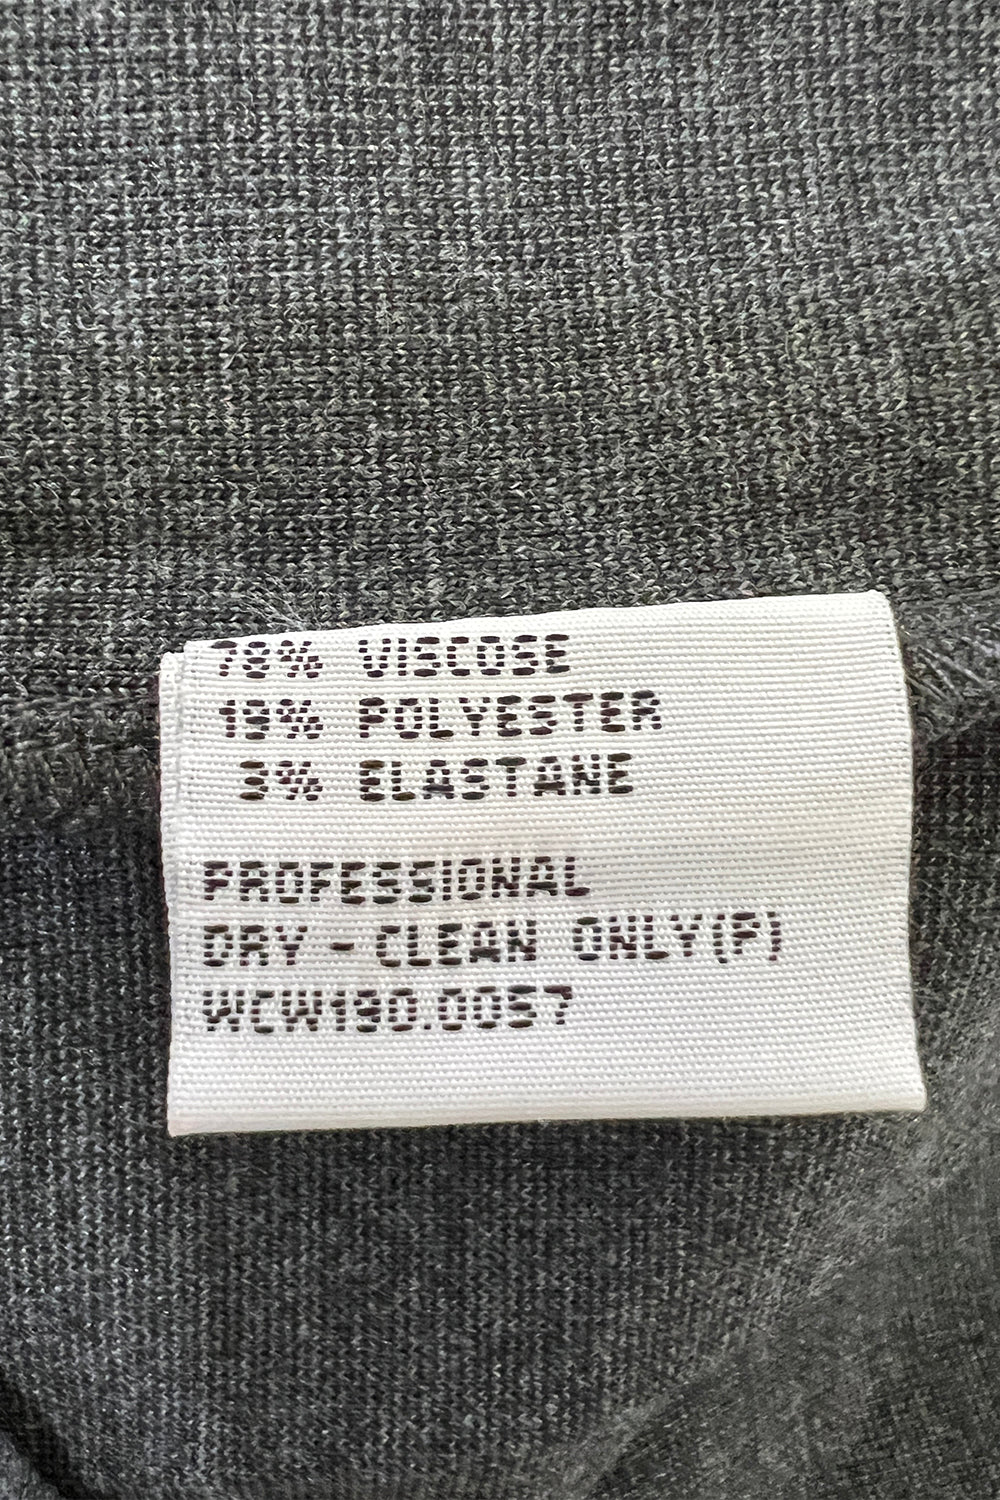 78% VISCOSE
19% POLYESTER
3% ELASTANE
PROFESSIONAL
DRY-CLEAN ONLY(P)
WCW190.0057